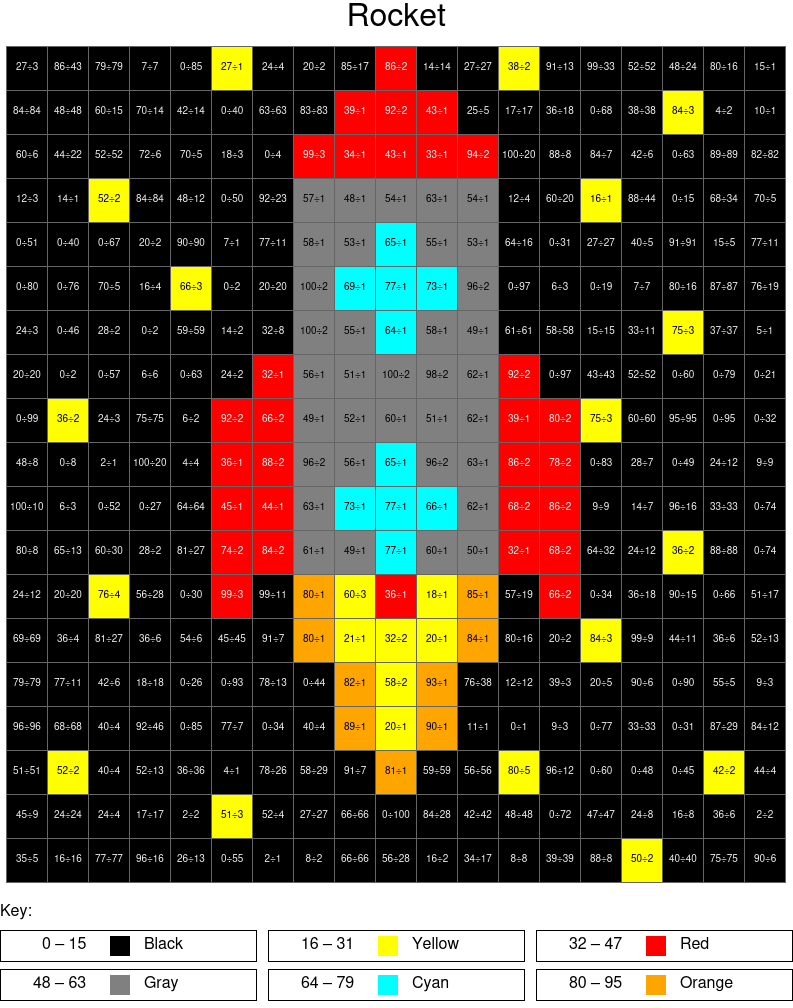 Rocket
27÷3 86÷43 79÷79 7÷7 0÷85 27÷1 24÷4 20÷2 85÷17 86÷2 14÷14 27÷27 38÷2 91÷13 99÷33 52÷52 48÷24 80÷16 15÷1
84÷84 48÷48 60÷15 70÷14 42÷14 0÷40 63÷63 83÷83 39÷1 92÷2 43÷1 25÷5 17÷17 36÷18 0÷68 38÷38 84÷3 4÷2 10÷1
60÷6 44÷22 52÷52 72÷6 70÷5 18÷3 0÷4 99÷3 34÷1 43÷1 33÷1 94÷2 100÷20 88÷8 84÷7 42÷6 0÷63 89÷89 82÷82
12÷3 14÷1 52÷2 84÷84 48÷12 0÷50 92÷23 57÷1 48÷1 54÷1 63÷1 54÷1 12÷4 60÷20 16÷1 88÷44 0÷15 68÷34 70÷5
0÷51 0÷40 0÷67 20÷2 90÷90 7÷1 77÷11 58÷1 53÷1 65÷1 55÷1 53÷1 64÷16 0÷31 27÷27 40÷5 91÷91 15÷5 77÷11
0÷80 0÷76 70÷5 16÷4 66÷3 0÷2 20÷20 100÷2 69÷1 77÷1 73÷1 96÷2 0÷97 6÷3 0÷19 7÷7 80÷16 87÷87 76÷19
24÷3 0÷46 28÷2 0÷2 59÷59 14÷2 32÷8 100÷2 55÷1 64÷1 58÷1 49÷1 61÷61 58÷58 15÷15 33÷11 75÷3 37÷37 5÷1
20÷20 0÷2 0÷57 6÷6 0÷63 24÷2 32÷1 56÷1 51÷1 100÷2 98÷2 62÷1 92÷2 0÷97 43÷43 52÷52 0÷60 0÷79 0÷21
0÷99 36÷2 24÷3 75÷75 6÷2 92÷2 66÷2 49÷1 52÷1 60÷1 51÷1 62÷1 39÷1 80÷2 75÷3 60÷60 95÷95 0÷95 0÷32
48÷8 0÷8 2÷1 100÷20 4÷4 36÷1 88÷2 96÷2 56÷1 65÷1 96÷2 63÷1 86÷2 78÷2 0÷83 28÷7 0÷49 24÷12 9÷9
100÷10 6÷3 0÷52 0÷27 64÷64 45÷1 44÷1 63÷1 73÷1 77÷1 66÷1 62÷1 68÷2 86÷2 9÷9 14÷7 96÷16 33÷33 0÷74
80÷8 65÷13 60÷30 28÷2 81÷27 74÷2 84÷2 61÷1 49÷1 77÷1 60÷1 50÷1 32÷1 68÷2 64÷32 24÷12 36÷2 88÷88 0÷74
24÷12 20÷20 76÷4 56÷28 0÷30 99÷3 99÷11 80÷1 60÷3 36÷1 18÷1 85÷1 57÷19 66÷2 0÷34 36÷18 90÷15 0÷66 51÷17
69÷69 36÷4 81÷27 36÷6 54÷6 45÷45 91÷7 80÷1 21÷1 32÷2 20÷1 84÷1 80÷16 20÷2 84÷3 99÷9 44÷11 36÷6 52÷13
79÷79 77÷11 42÷6 18÷18 0÷26 0÷93 78÷13 0÷44 82÷1 58÷2 93÷1 76÷38 12÷12 39÷3 20÷5 90÷6 0÷90 55÷5 9÷3
96÷96 68÷68 40÷4 92÷46 0÷85 77÷7 0÷34 40÷4 89÷1 20÷1 90÷1 11÷1 0÷1 9÷3 0÷77 33÷33 0÷31 87÷29 84÷12
51÷51 52÷2 40÷4 52÷13 36÷36 4÷1 78÷26 58÷29 91÷7 81÷1 59÷59 56÷56 80÷5 96÷12 0÷60 0÷48 0÷45 42÷2 44÷4
45÷9 24÷24 24÷4 17÷17 2÷2 51÷3 52÷4 27÷27 66÷66 0÷100 84÷28 42÷42 48÷48 0÷72 47÷47 24÷8 16÷8 36÷6 2÷2
35÷5 16÷16 77÷77 96÷16 26÷13 0÷55 2÷1 8÷2 66÷66 56÷28 16÷2 34÷17 8÷8 39÷39 88÷8 50÷2 40÷40 75÷75 90÷6
Key:
0 – 15 Black 16 – 31 Yellow 32 – 47 Red
48 – 63 Gray 64 – 79 Cyan 80 – 95 Orange